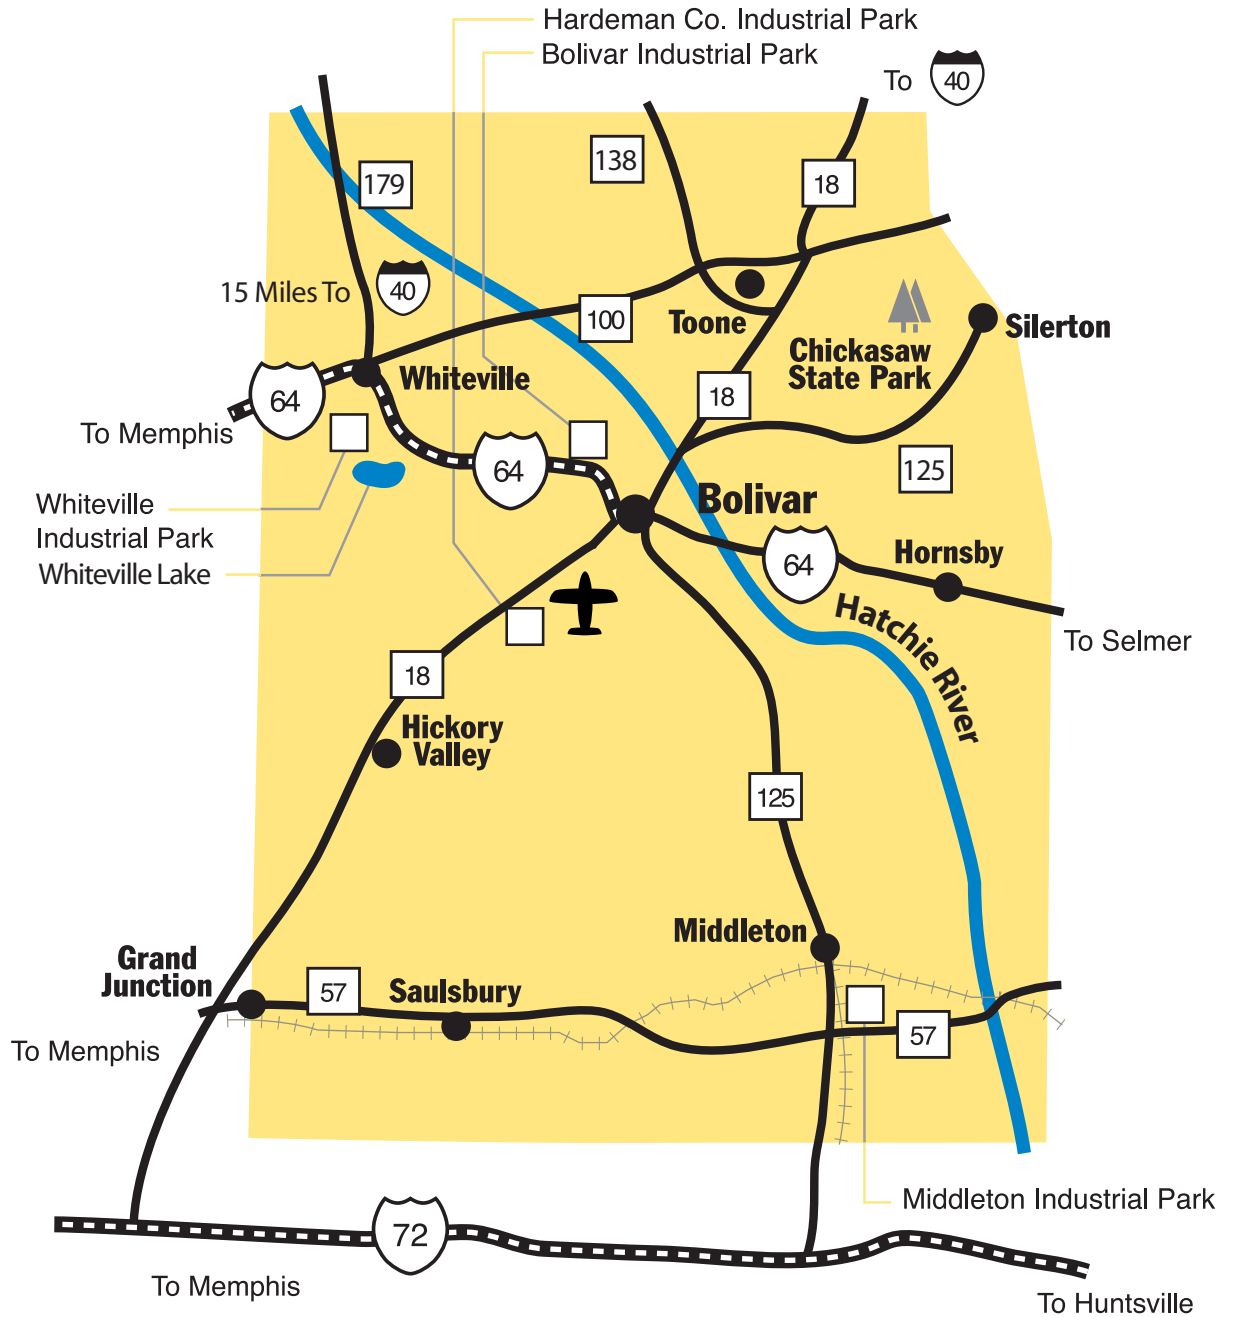 Hardeman Co. Industrial Park
Bolivar Industrial Park
To 40
138
18
179
15 Miles To 40
100
Toone
Silerton
Chickasaw
State Park
Whiteville
64
18
To Memphis
125
64
Whiteville
Industrial Park
Bolivar
Whiteville Lake
64
Hornsby
Hatchie River
To Selmer
18
Hickory
Valley
125
Middleton
Grand
Junction
57
Saulsbury
57
To Memphis
Middleton Industrial Park
72
To Memphis
To Huntsville